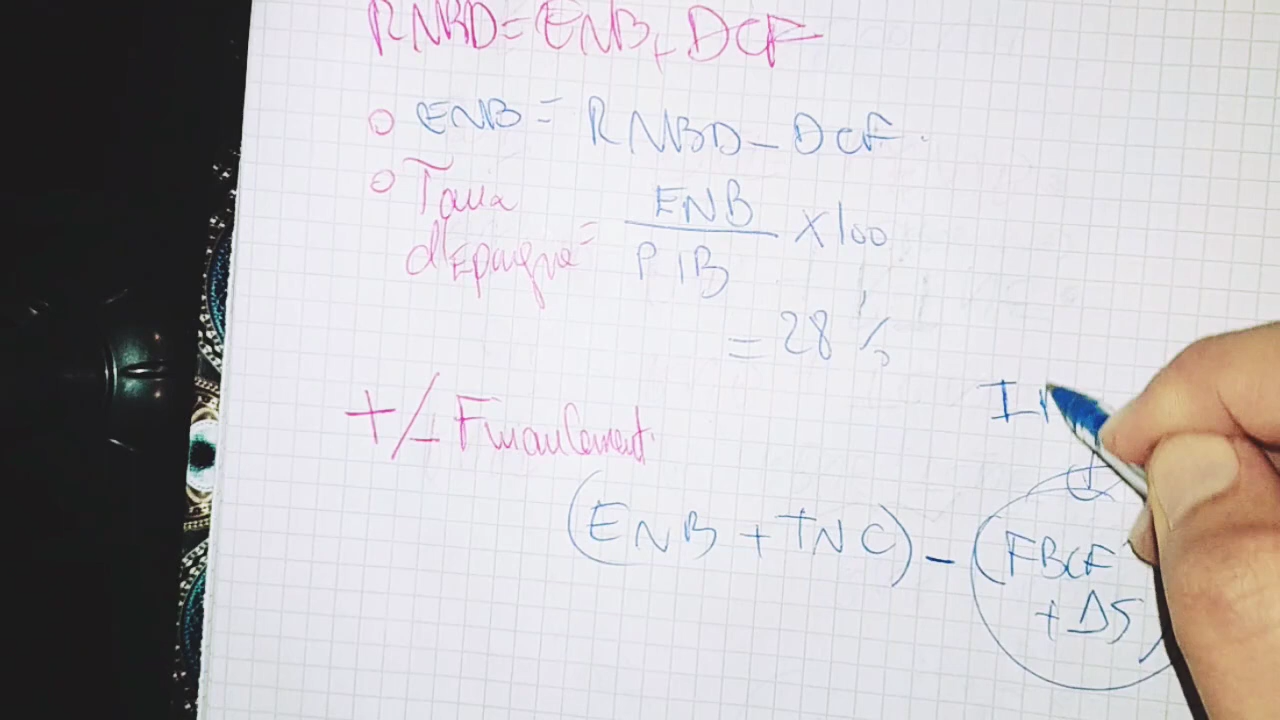 RNBD = ENB + DCF
○ ENB = RNBD - DCF.
○ Taux d'Epargne = ENB / PIB × 100
= 28 %
+/- Financement.
I
(ENB + TNC) - (FBCF
+ ΔS